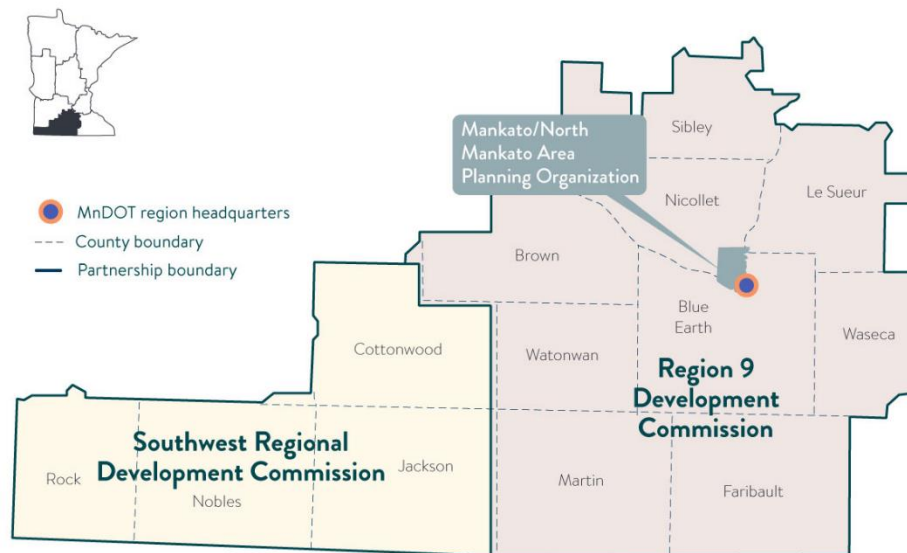 Mankato/North
Mankato Area
Planning Organization
Sibley
Nicollet
Le Sueur
MnDOT region headquarters
County boundary
Partnership boundary
Brown
Blue
Earth
Waseca
Cottonwood
Watonwan
Region 9
Development
Commission
Southwest Regional
Development Commission
Rock
Nobles
Jackson
Martin
Faribault